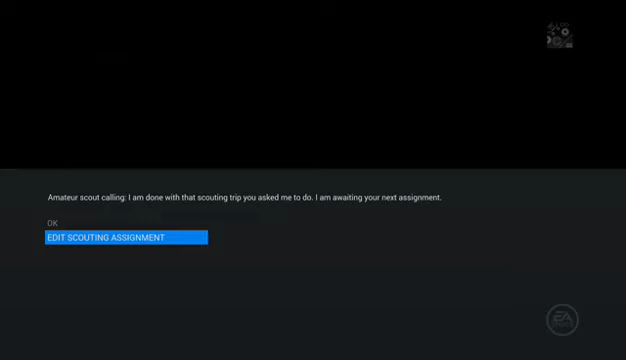 Amateur scout calling: I am done with that scouting trip you asked me to do. I am awaiting your next assignment.
OK
EDIT SCOUTING ASSIGNMENT
EA
SPORTS